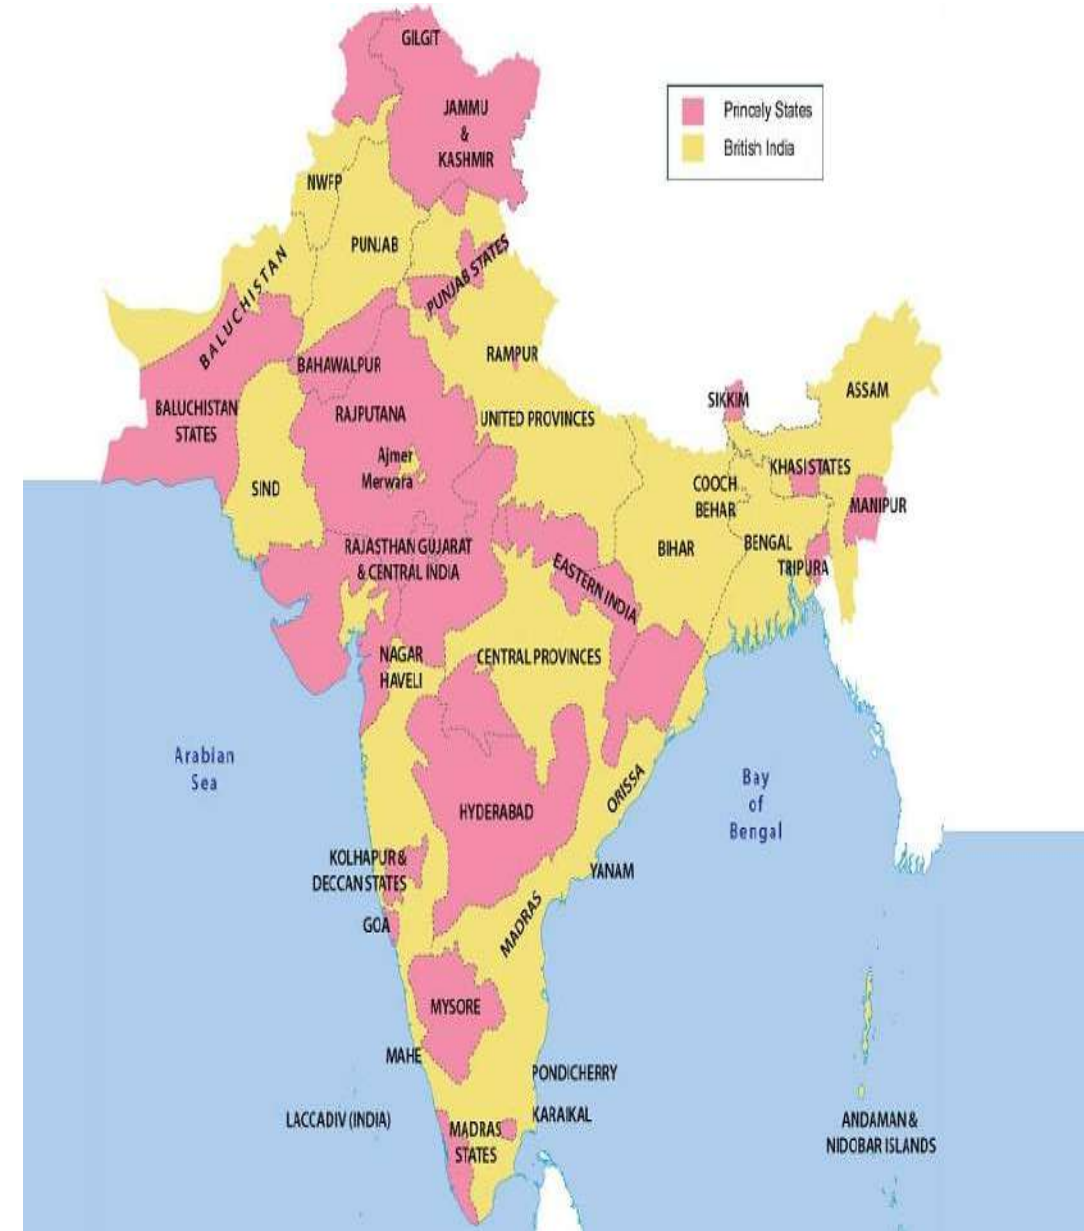 GILGIT
JAMMU
&
KASHMIR
Princely States
British India
NWFP
PUNJAB
BALUCHISTAN
PUNJAB STATES
BAHAWALPUR
RAMPUR
BALUCHISTAN
STATES
RAJPUTANA
UNITED PROVINCES
SIKKIM
ASSAM
Ajmer
Merwara
SIND
COOCH
BEHAR
KHASI STATES
MANIPUR
RAJASTHAN GUJARAT
& CENTRAL INDIA
EASTERN INDIA
BIHAR
BENGAL
TRIPURA
NAGAR
HAVELI
CENTRAL PROVINCES
Arabian
Sea
HYDERABAD
ORISSA
Bay
of
Bengal
KOLHAPUR &
DECCAN STATES
YANAM
GOA
MADRAS
MYSORE
MAHE
PONDICHERRY
LACCADIV (INDIA)
KARAIKAL
MADRAS
STATES
ANDAMAN &
NIDOBAR ISLANDS